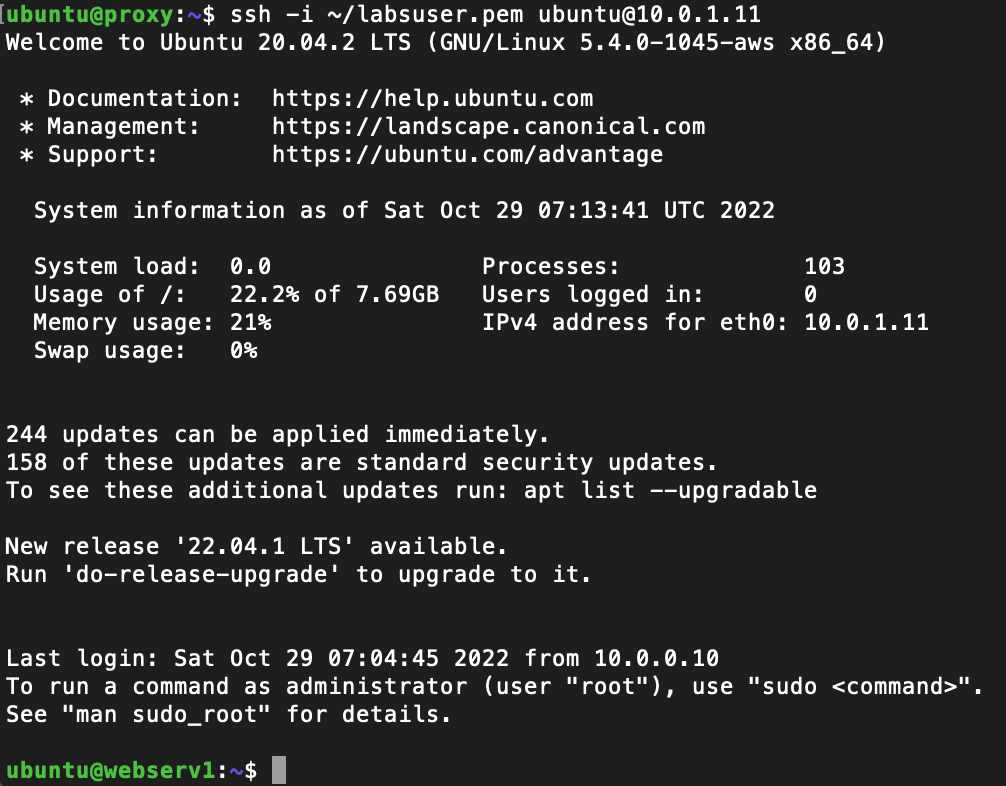 ubuntu@proxy:~$ ssh -i ~/labsuser.pem ubuntu@10.0.1.11
Welcome to Ubuntu 20.04.2 LTS (GNU/Linux 5.4.0-1045-aws x86_64)

 * Documentation:  https://help.ubuntu.com
 * Management:     https://landscape.canonical.com
 * Support:        https://ubuntu.com/advantage

  System information as of Sat Oct 29 07:13:41 UTC 2022

  System load:  0.0               Processes:             103
  Usage of /:   22.2% of 7.69GB   Users logged in:       0
  Memory usage: 21%               IPv4 address for eth0: 10.0.1.11
  Swap usage:   0%


244 updates can be applied immediately.
158 of these updates are standard security updates.
To see these additional updates run: apt list --upgradable

New release '22.04.1 LTS' available.
Run 'do-release-upgrade' to upgrade to it.


Last login: Sat Oct 29 07:04:45 2022 from 10.0.0.10
To run a command as administrator (user "root"), use "sudo <command>".
See "man sudo_root" for details.

ubuntu@webserv1:~$